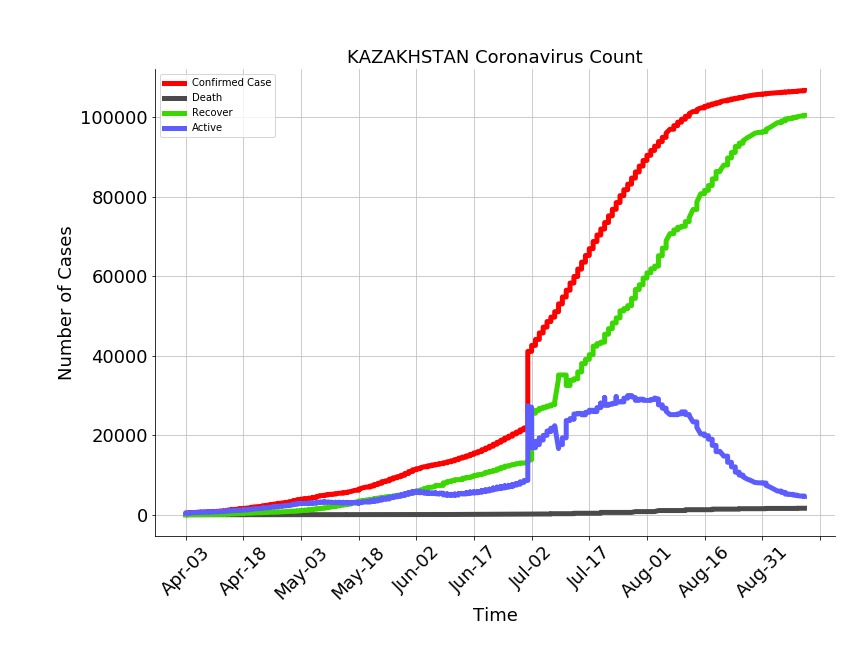 KAZAKHSTAN Coronavirus Count
Confirmed Case
Death
Recover
Active
100000
80000
60000
40000
20000
0
Number of Cases
Apr-03
Apr-18
May-03
May-18
Jun-02
Jun-17
Jul-02
Jul-17
Aug-01
Aug-16
Aug-31
Time